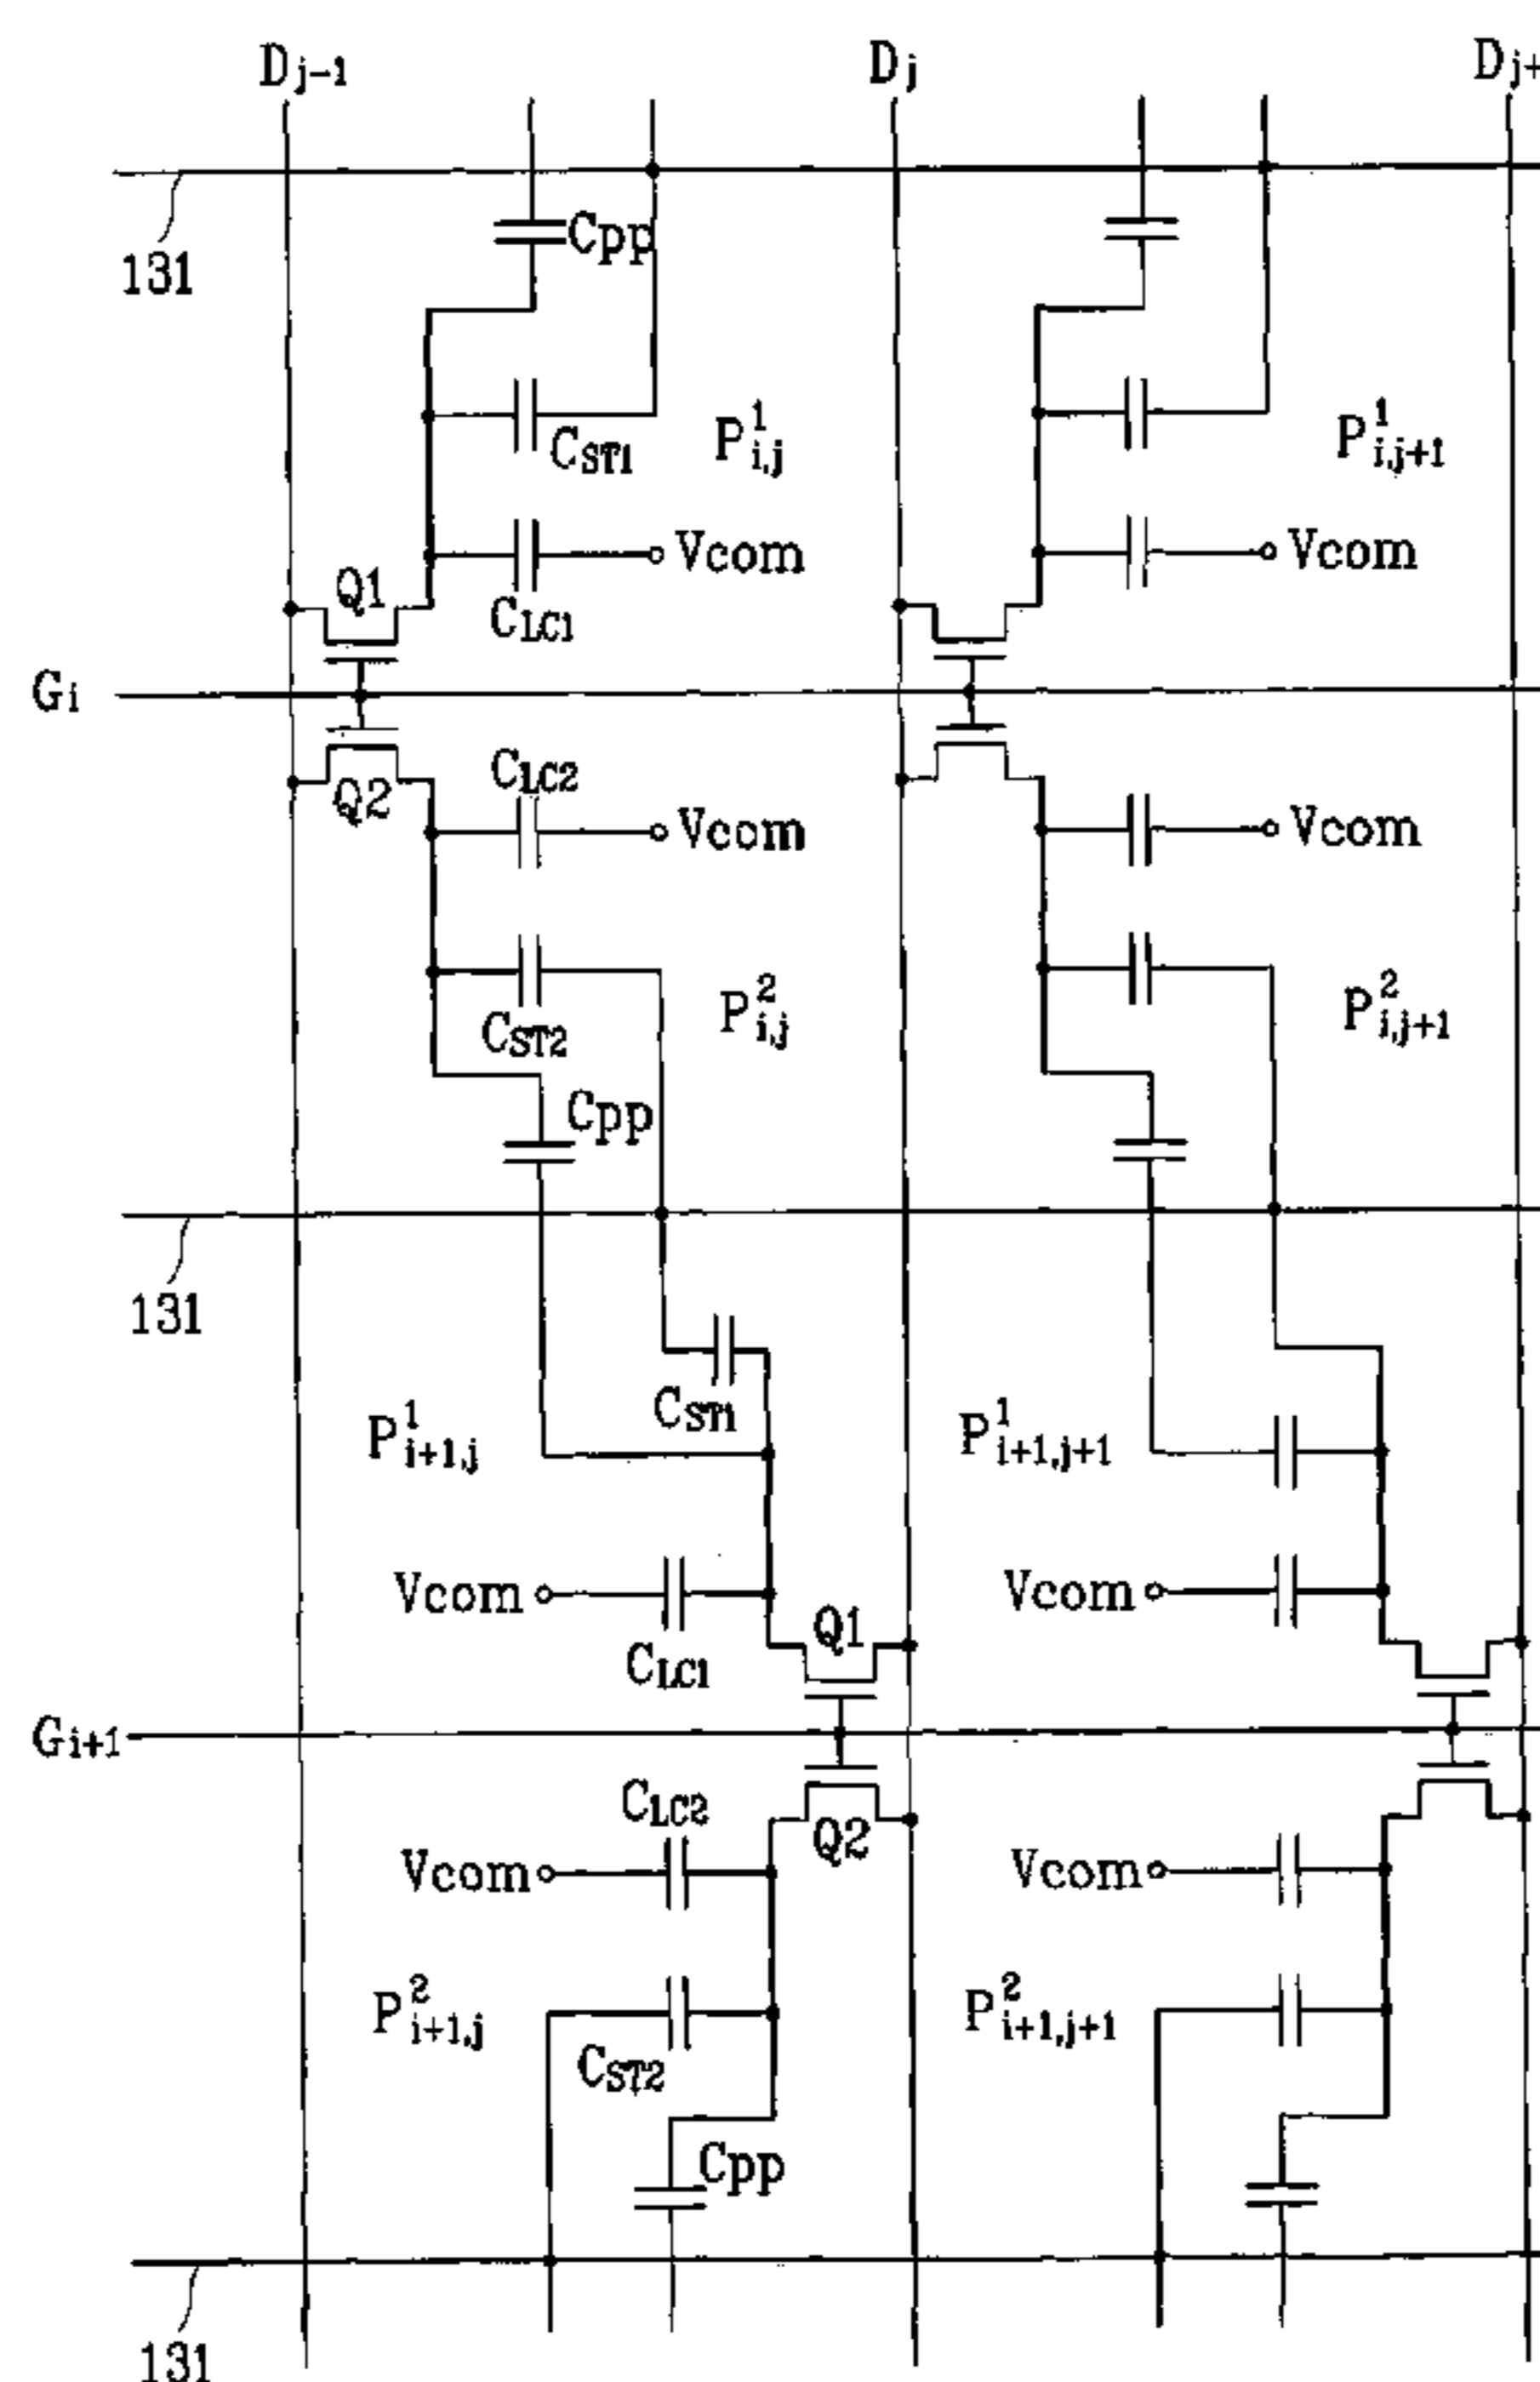 Dj-1 Dj Dj+
Cpp
131
CST1 P¹i,j P¹i,j+1
Vcom Vcom
Q1
CLC1
Gi
CLC2
Q2
Vcom Vcom
P²i,j P²i,j+1
CST2
Cpp
131
CST1
P¹i+1,j P¹i+1,j+1
Vcom Vcom
Q1
CLC1
Gi+1
CLC2
Q2
Vcom Vcom
P²i+1,j P²i+1,j+1
CST2
Cpp
131